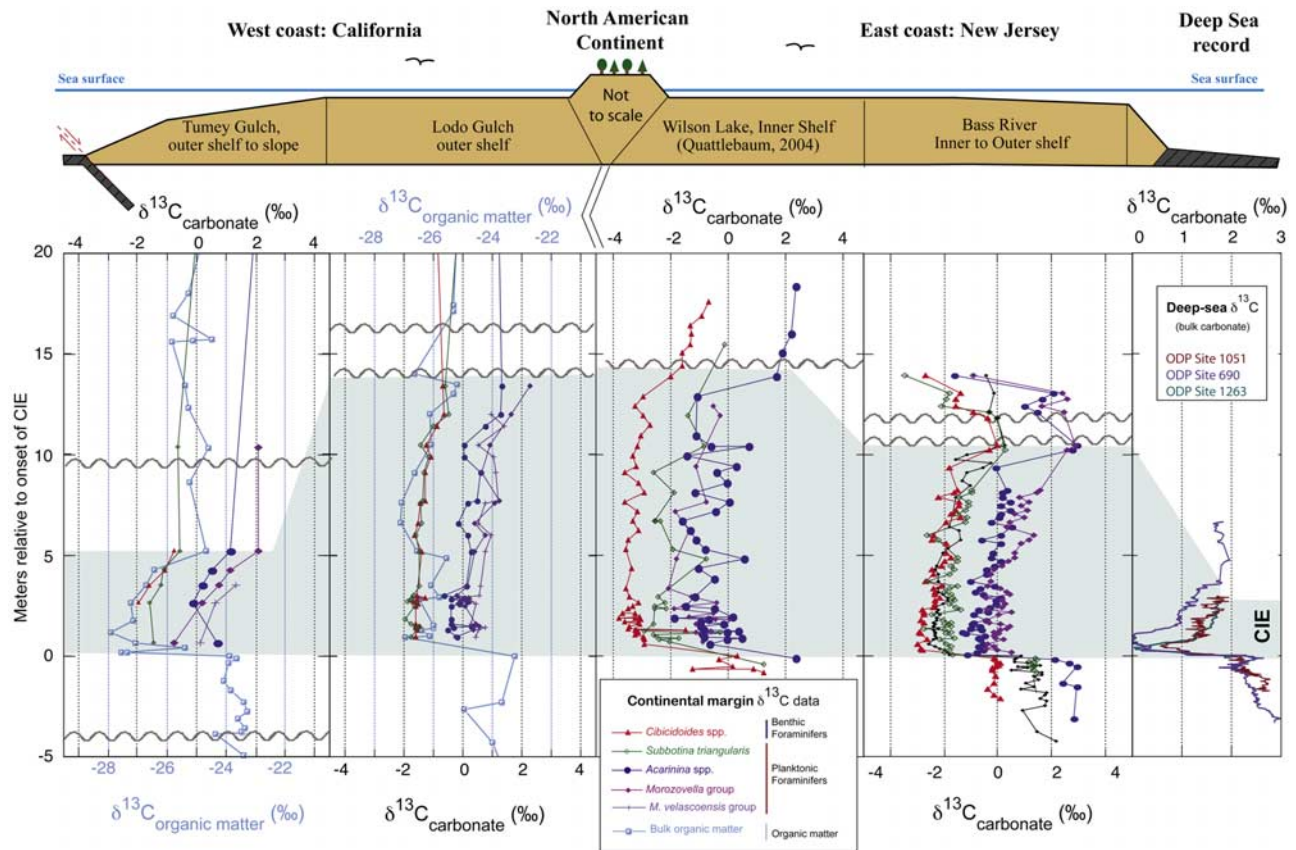 West coast: California
North American
Continent
East coast: New Jersey
Deep Sea
record
Sea surface
Sea surface
Not
to scale
Tumey Gulch,
outer shelf to slope
Lodo Gulch
outer shelf
Wilson Lake, Inner Shelf
(Quattlebaum, 2004)
Bass River
Inner to Outer shelf
δ13Ccarbonate (‰)
δ13Corganic matter (‰)
δ13Ccarbonate (‰)
δ13Ccarbonate (‰)
-4 -2 0 2 4
-28 -26 -24 -22
-4 -2 0 2 4
-4 -2 0 2 4
0 1 2 3
Meters relative to onset of CIE
20
15
10
5
0
-5
Deep-sea δ13C
(bulk carbonate)
ODP Site 1051
ODP Site 690
ODP Site 1263
CIE
Continental margin δ13C data
Cibicidoides spp.
Subbotina triangularis
Acarinina spp.
Morozovella group
M. velascoensis group
Bulk organic matter
Benthic
Foraminifers
Planktonic
Foraminifers
Organic matter
-28 -26 -24 -22
-4 -2 0 2 4
-4 -2 0 2 4
δ13Corganic matter (‰)
δ13Ccarbonate (‰)
δ13Ccarbonate (‰)